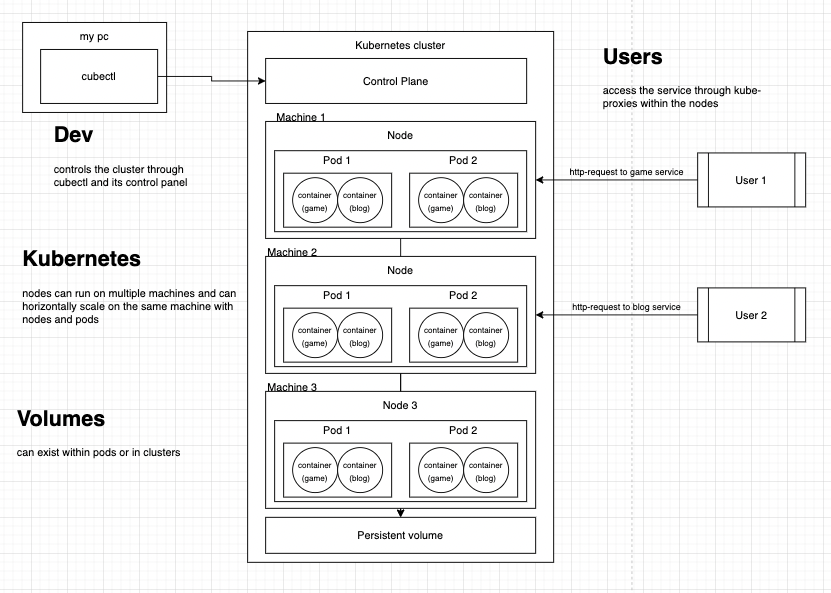 my pc
cubectl
Dev
controls the cluster through
cubectl and its control panel
Kubernetes
nodes can run on multiple machines and can
horizontally scale on the same machine with
nodes and pods
Volumes
can exist within pods or in clusters
Kubernetes cluster
Control Plane
Machine 1
Node
Pod 1
Pod 2
container
(game)
container
(blog)
container
(game)
container
(blog)
Machine 2
Node
Pod 1
Pod 2
container
(game)
container
(blog)
container
(game)
container
(blog)
Machine 3
Node 3
Pod 1
Pod 2
container
(game)
container
(blog)
container
(game)
container
(blog)
Persistent volume
Users
access the service through kube-
proxies within the nodes
http-request to game service
User 1
http-request to blog service
User 2